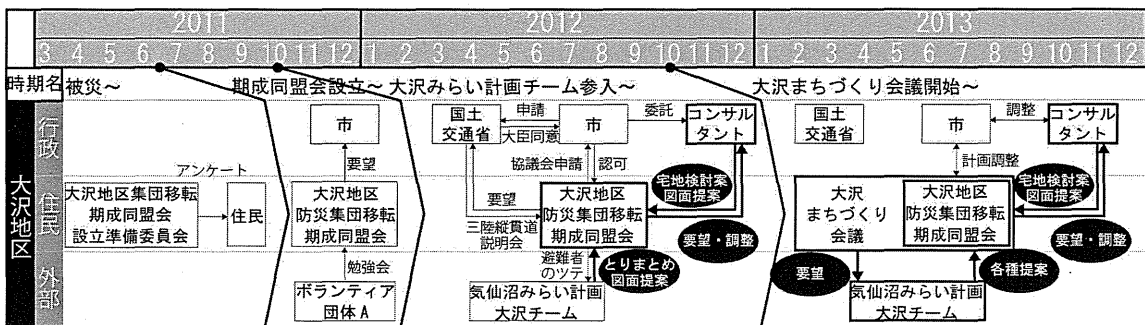 2011 2012 2013
3 4 5 6 7 8 9 10 11 12 1 2 3 4 5 6 7 8 9 10 11 12 1 2 3 4 5 6 7 8 9 10 11 12
時期名 被災～ 期成同盟会設立～ 大沢みらい計画チーム参入～ 大沢まちづくり会議開始～
大沢地区
行政
市
国土
交通省
申請
大臣同意
市
委託
コンサル
タント
国土
交通省
市
調整
コンサル
タント
要望
協議会申請
認可
計画調整
住民
アンケート
大沢地区集団移転
期成同盟会
設立準備委員会
住民
大沢地区
防災集団移転
期成同盟会
要望
三陸縦貫道
説明会
大沢地区
防災集団移転
期成同盟会
宅地検討案
図面提案
要望・調整
大沢
まちづくり
会議
大沢地区
防災集団移転
期成同盟会
宅地検討案
図面提案
要望・調整
外部
勉強会
ボランティア
団体A
避難者
のツテ
とりまとめ
図面提案
気仙沼みらい計画
大沢チーム
要望
各種提案
気仙沼みらい計画
大沢チーム